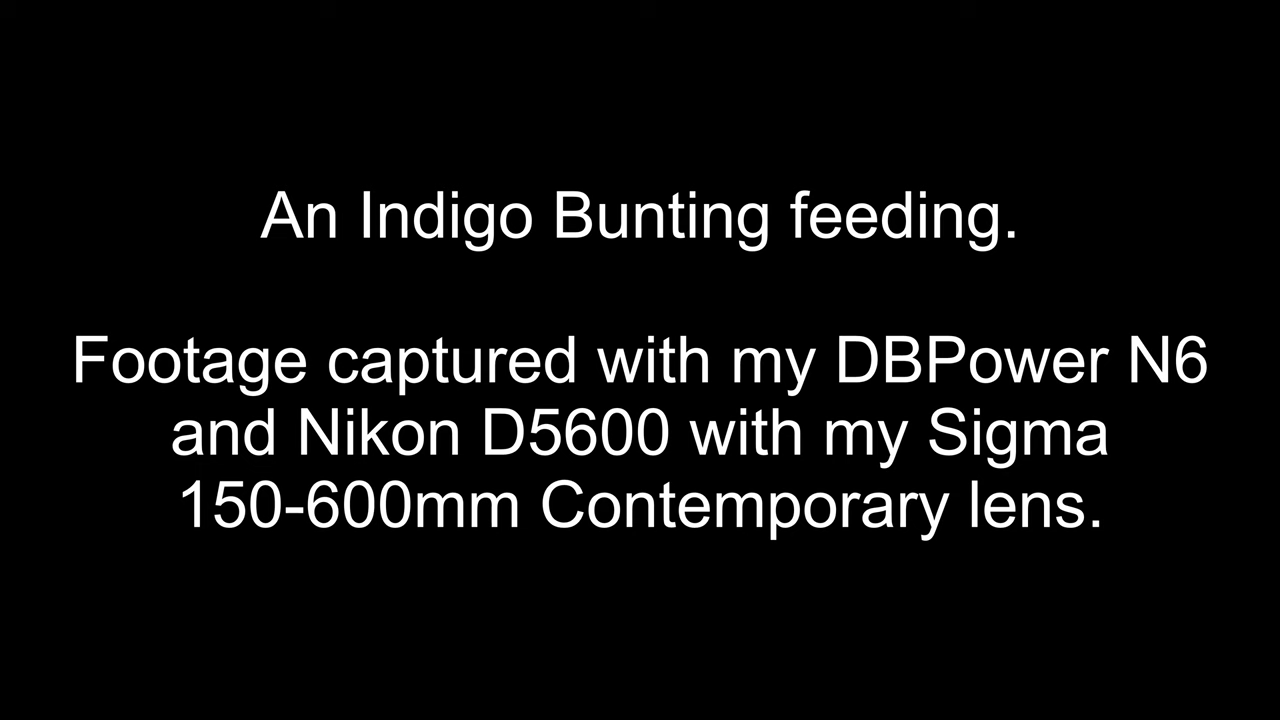 An Indigo Bunting feeding.
Footage captured with my DBPower N6
and Nikon D5600 with my Sigma
150-600mm Contemporary lens.